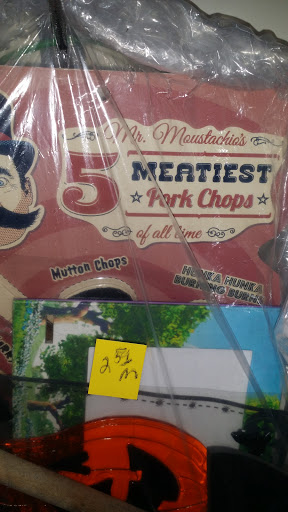 Mr. Moustachio's
5 MEATIEST
Pork Chops
of all time
Mutton Chops
HUNKA HUNKA
BURNING BURNS